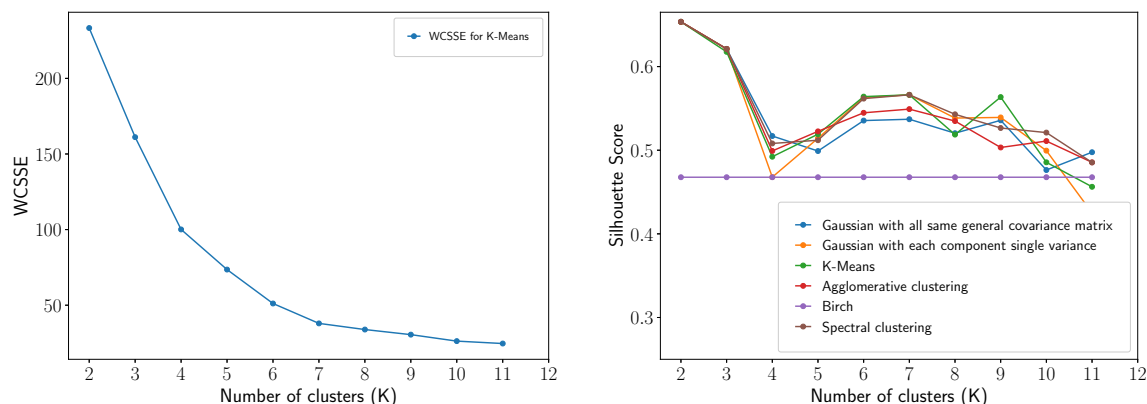 WCSSE for K-Means
200
150
100
50
WCSSE
2 3 4 5 6 7 8 9 10 11 12
Number of clusters (K)
0.6
0.5
0.4
0.3
Silhouette Score
Gaussian with all same general covariance matrix
Gaussian with each component single variance
K-Means
Agglomerative clustering
Birch
Spectral clustering
2 3 4 5 6 7 8 9 10 11 12
Number of clusters (K)